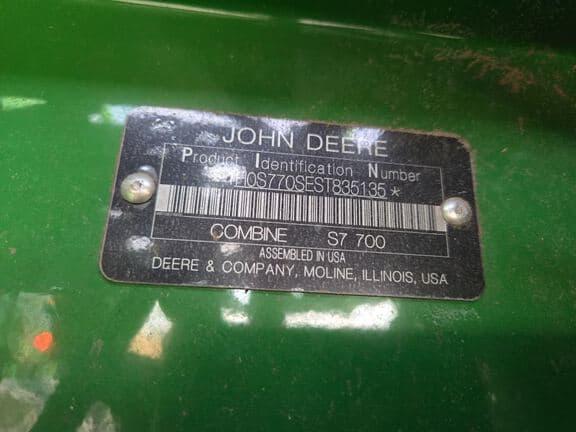 JOHN DEERE
Product Identification Number
H0S770SEST835135*
COMBINE S7 700
ASSEMBLED IN USA
DEERE & COMPANY, MOLINE, ILLINOIS, USA